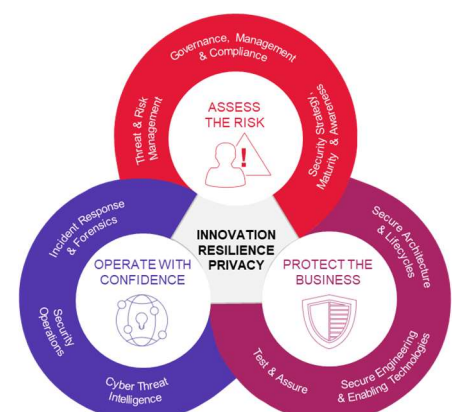 Governance, Management
& Compliance
Threat & Risk
Management
Security Strategy,
Maturity & Awareness
ASSESS
THE RISK
!
INNOVATION
RESILIENCE
PRIVACY
Incident Response
& Forensics
Security
Operations
Cyber Threat
Intelligence
OPERATE WITH
CONFIDENCE
PROTECT THE
BUSINESS
Secure Architecture
& Lifecycles
Secure Engineering
& Enabling Technologies
Test & Assure